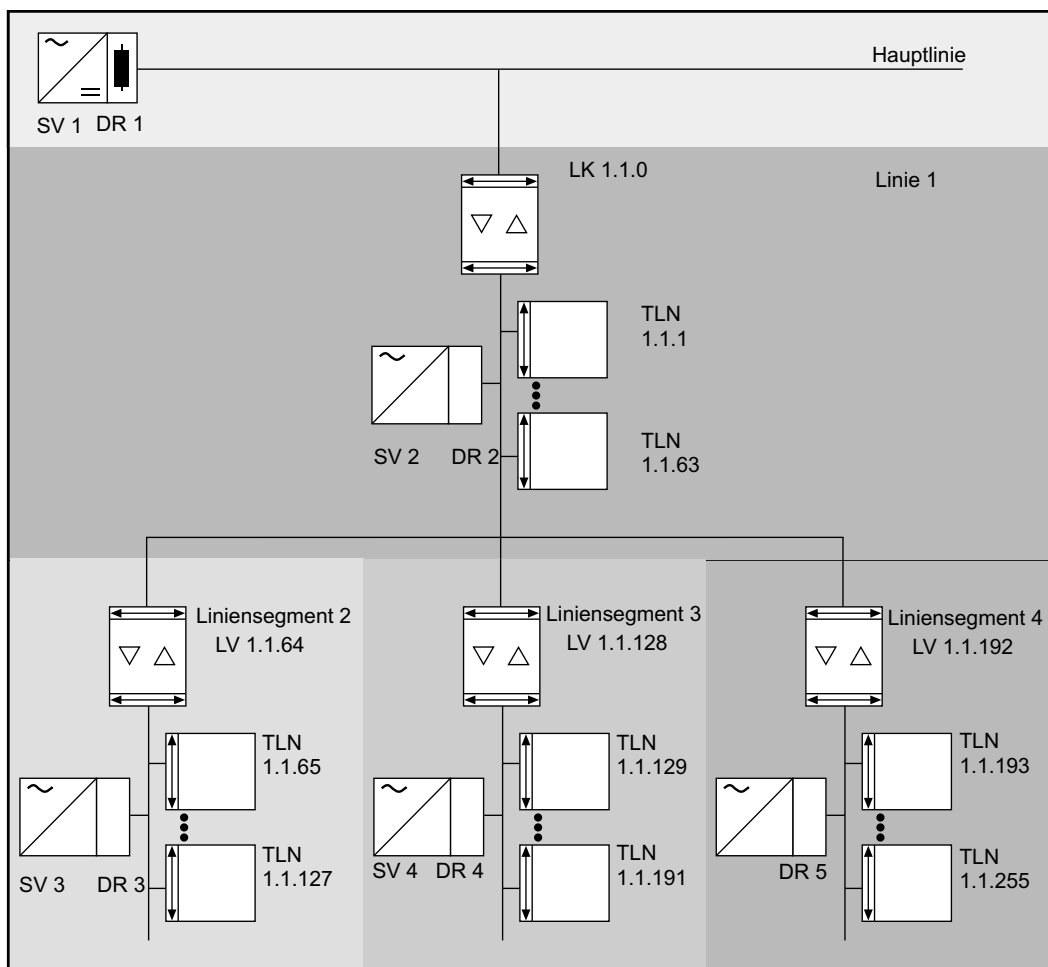 Hauptlinie
SV 1 DR 1
LK 1.1.0
Linie 1
TLN
1.1.1
SV 2 DR 2
TLN
1.1.63
Liniensegment 2
LV 1.1.64
Liniensegment 3
LV 1.1.128
Liniensegment 4
LV 1.1.192
TLN
1.1.65
TLN
1.1.129
TLN
1.1.193
SV 3 DR 3
TLN
1.1.127
SV 4 DR 4
TLN
1.1.191
DR 5
TLN
1.1.255